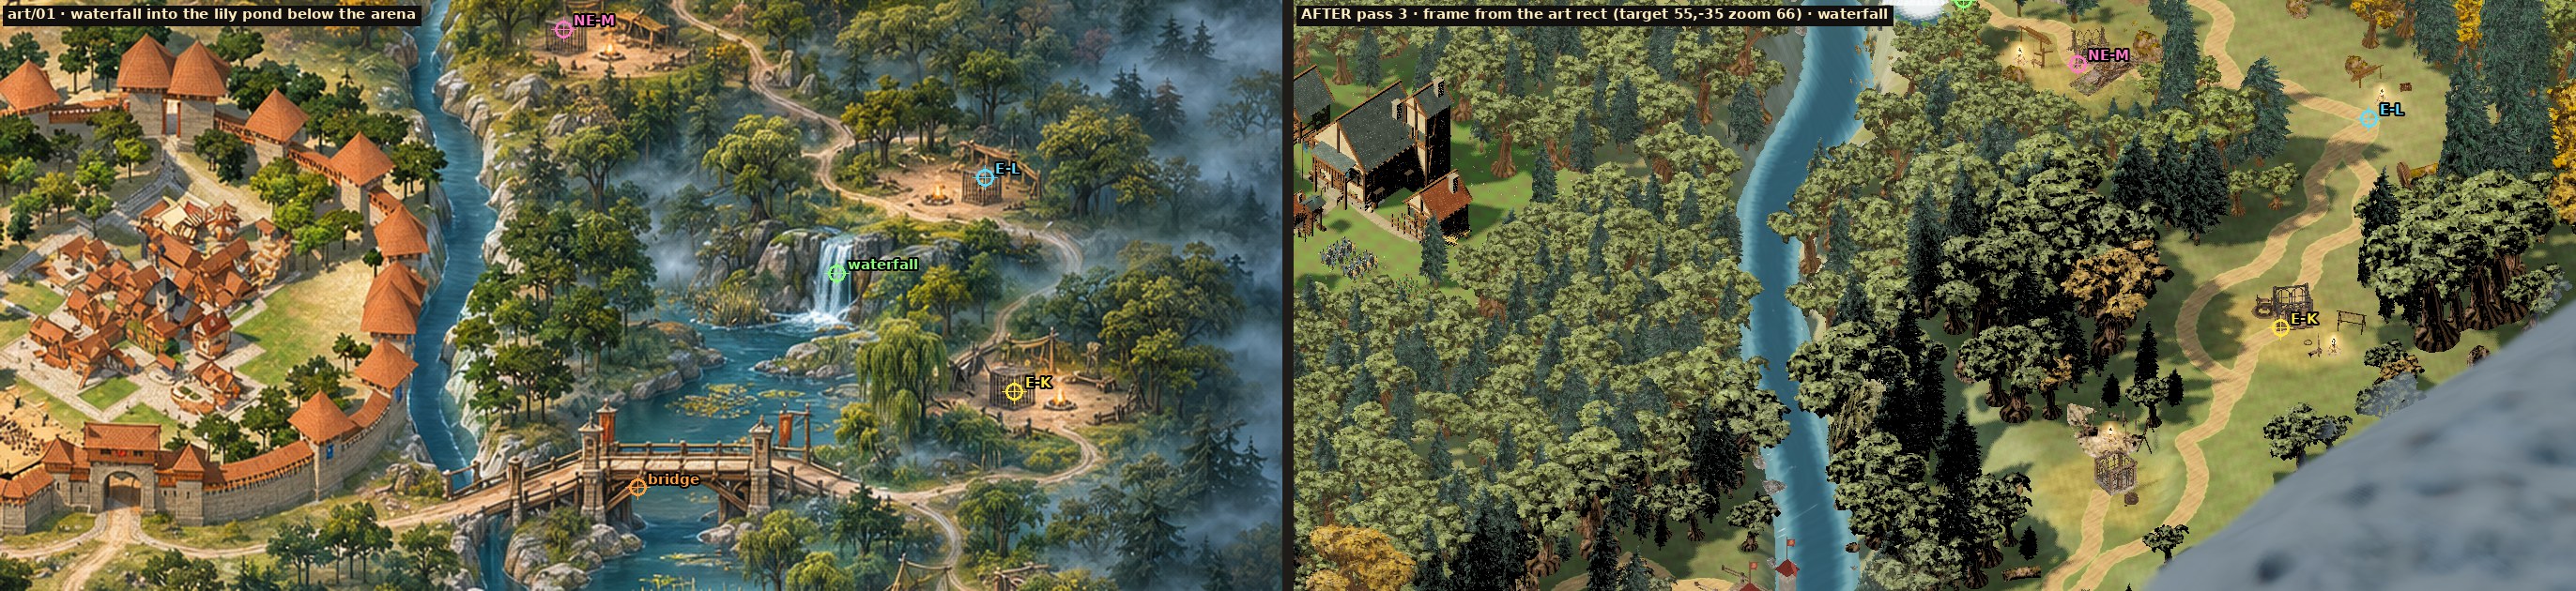 art/01 · waterfall into the lily pond below the arena
NE-M
E-L
waterfall
E-K
bridge
AFTER pass 3 · frame from the art rect (target 55,-35 zoom 66) · waterfall
NE-M
E-L
E-K